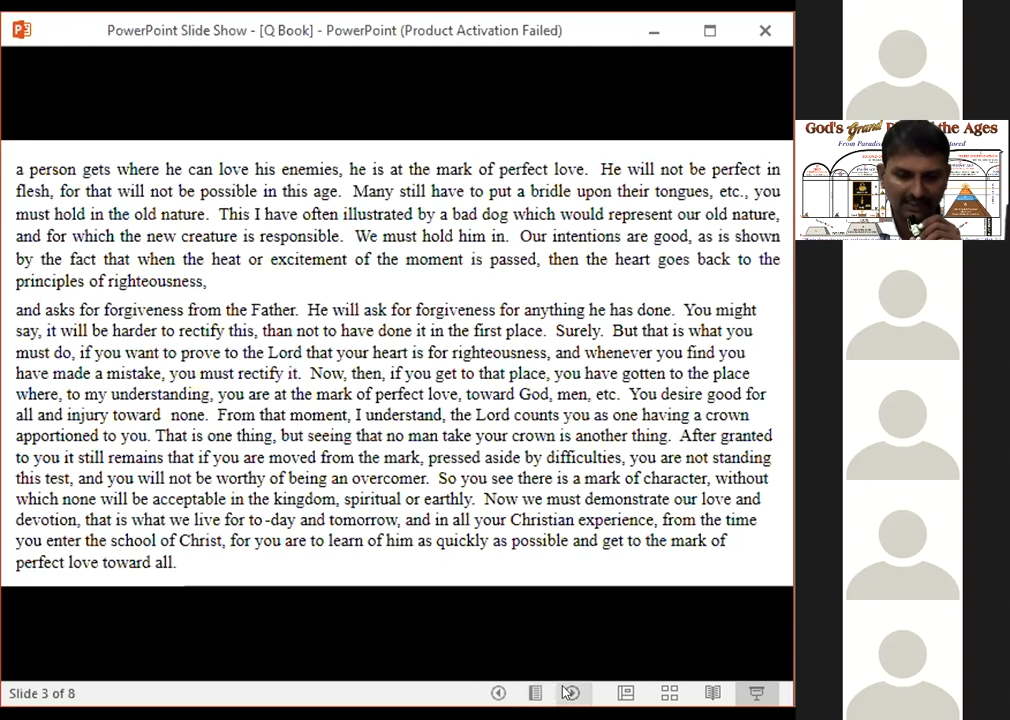 PowerPoint Slide Show - [Q Book] - PowerPoint (Product Activation Failed)
a person gets where he can love his enemies, he is at the mark of perfect love. He will not be perfect in
flesh, for that will not be possible in this age. Many still have to put a bridle upon their tongues, etc., you
must hold in the old nature. This I have often illustrated by a bad dog which would represent our old nature,
and for which the new creature is responsible. We must hold him in. Our intentions are good, as is shown
by the fact that when the heat or excitement of the moment is passed, then the heart goes back to the
principles of righteousness,
and asks for forgiveness from the Father. He will ask for forgiveness for anything he has done. You might
say, it will be harder to rectify this, than not to have done it in the first place. Surely. But that is what you
must do, if you want to prove to the Lord that your heart is for righteousness, and whenever you find you
have made a mistake, you must rectify it. Now, then, if you get to that place, you have gotten to the place
where, to my understanding, you are at the mark of perfect love, toward God, men, etc. You desire good for
all and injury toward none. From that moment, I understand, the Lord counts you as one having a crown
apportioned to you. That is one thing, but seeing that no man take your crown is another thing. After granted
to you it still remains that if you are moved from the mark, pressed aside by difficulties, you are not standing
this test, and you will not be worthy of being an overcomer. So you see there is a mark of character, without
which none will be acceptable in the kingdom, spiritual or earthly. Now we must demonstrate our love and
devotion, that is what we live for to-day and tomorrow, and in all your Christian experience, from the time
you enter the school of Christ, for you are to learn of him as quickly as possible and get to the mark of
perfect love toward all.
Slide 3 of 8
God's Grand the Ages
From